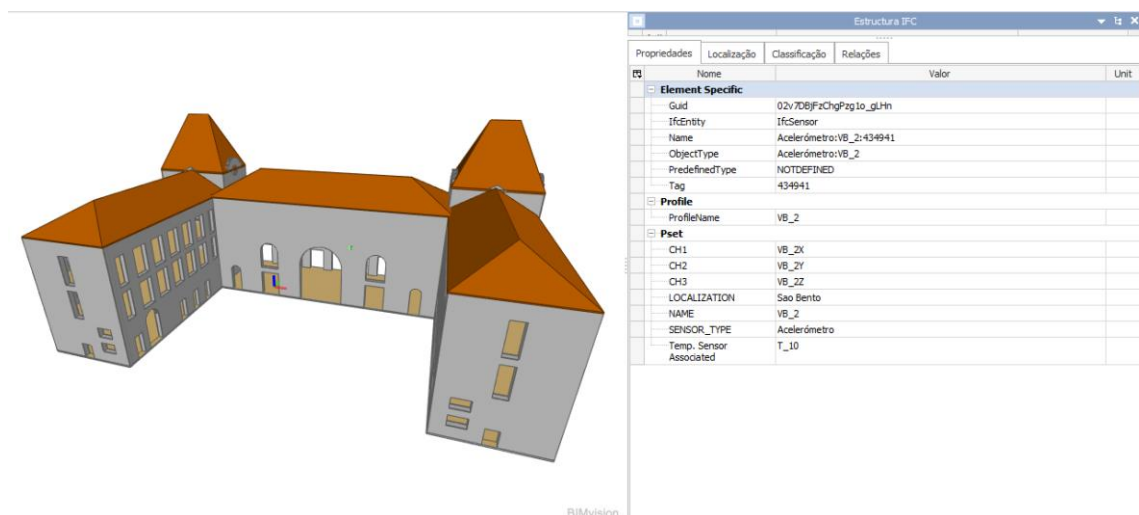 Estructura IFC
Propriedades Localização Classificação Relações
Nome Valor Unit
Element Specific
Guid 02v7DBjFzChgPzg1o_gLHn
IfcEntity IfcSensor
Name Acelerómetro:VB_2:434941
ObjectType Acelerómetro:VB_2
PredefinedType NOTDEFINED
Tag 434941
Profile
ProfileName VB_2
Pset
CH1 VB_2X
CH2 VB_2Y
CH3 VB_2Z
LOCALIZATION Sao Bento
NAME VB_2
SENSOR_TYPE Acelerómetro
Temp. Sensor T_10
Associated
BIMvision